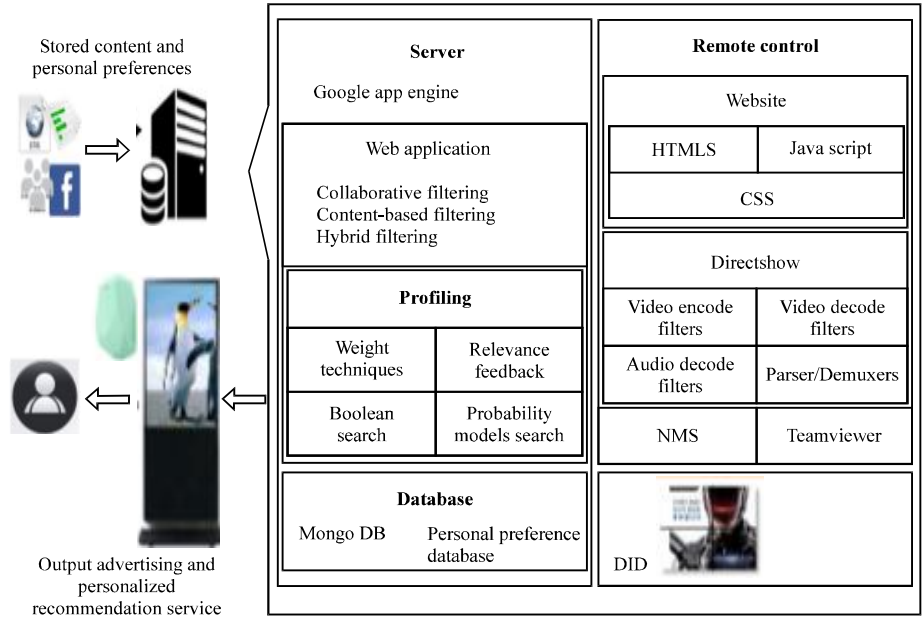 Stored content and
personal preferences
Output advertising and
personalized
recommendation service
Server
Google app engine
Web application
Collaborative filtering
Content-based filtering
Hybrid filtering
Profiling
Weight
techniques
Relevance
feedback
Boolean
search
Probability
models search
Database
Mongo DB
Personal preference
database
Remote control
Website
HTMLS
Java script
CSS
Directshow
Video encode
filters
Video decode
filters
Audio decode
filters
Parser/Demuxers
NMS
Teamviewer
DID